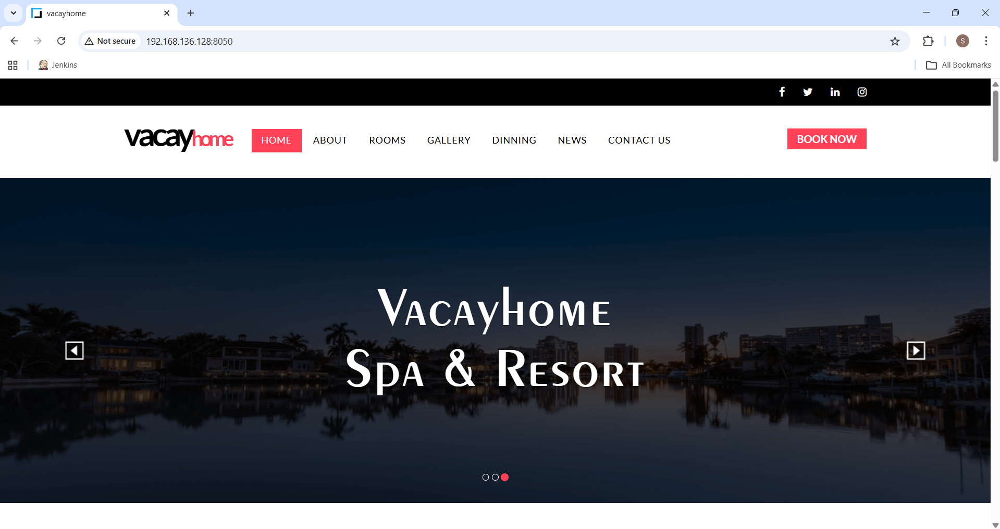 vacayhome
Not secure
192.168.136.128:8050
S
Jenkins
All Bookmarks
vacayhome
HOME
ABOUT
ROOMS
GALLERY
DINNING
NEWS
CONTACT US
BOOK NOW
Vacayhome
Spa & Resort